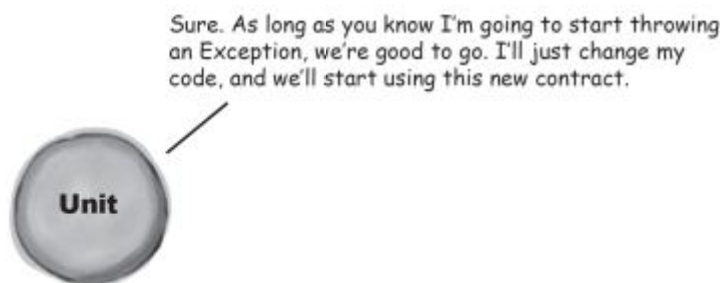 Sure. As long as you know I'm going to start throwing
an Exception, we're good to go. I'll just change my
code, and we'll start using this new contract.
Unit